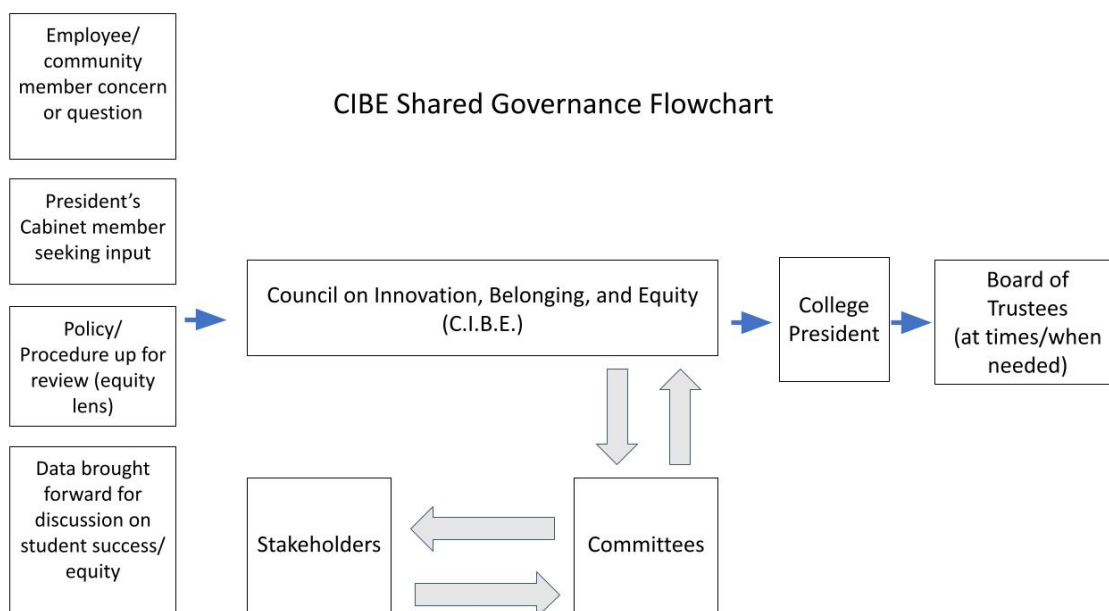 Employee/
community
member concern
or question
CIBE Shared Governance Flowchart
President’s
Cabinet member
seeking input
Policy/
Procedure up for
review (equity
lens)
Data brought
forward for
discussion on
student success/
equity
Council on Innovation, Belonging, and Equity
(C.I.B.E.)
College
President
Board of
Trustees
(at times/when
needed)
Stakeholders
Committees